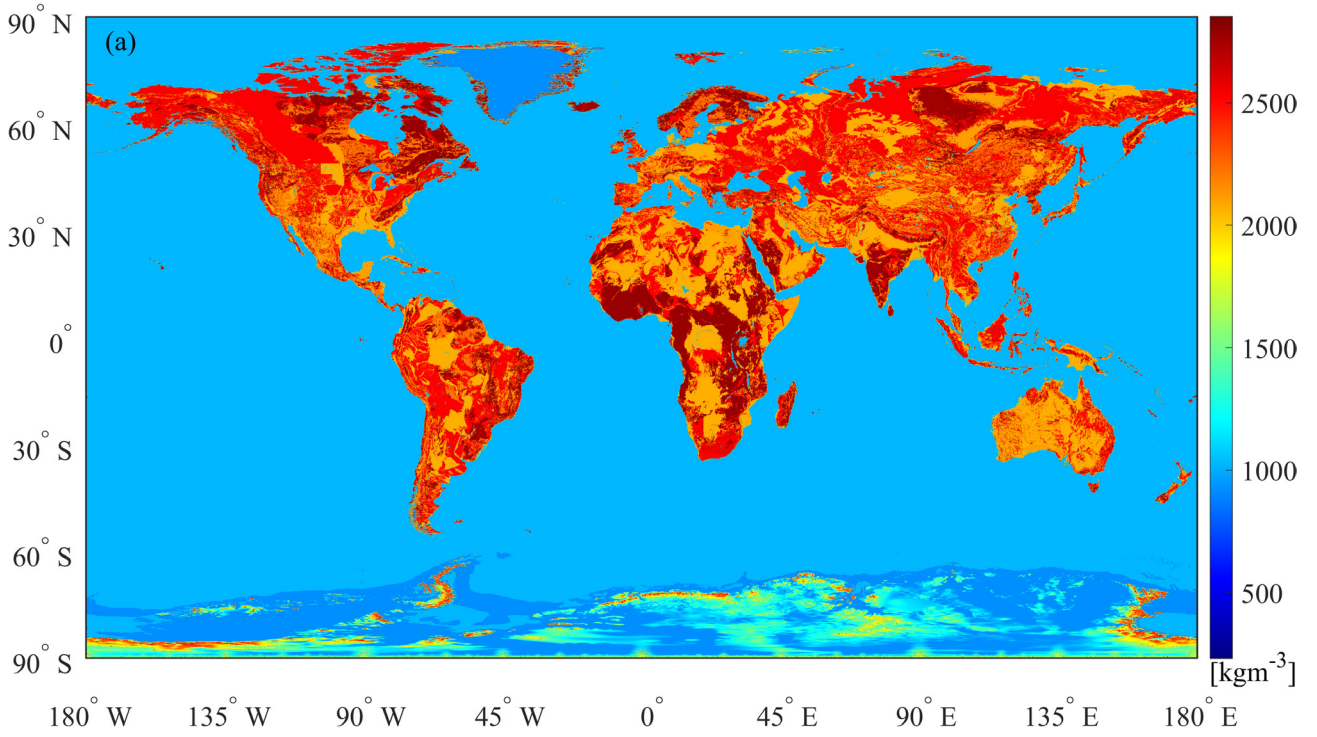 (a)
90° N
60° N
30° N
0°
30° S
60° S
90° S
180° W
135° W
90° W
45° W
0°
45° E
90° E
135° E
180° E
2500
2000
1500
1000
500
[kgm⁻³]